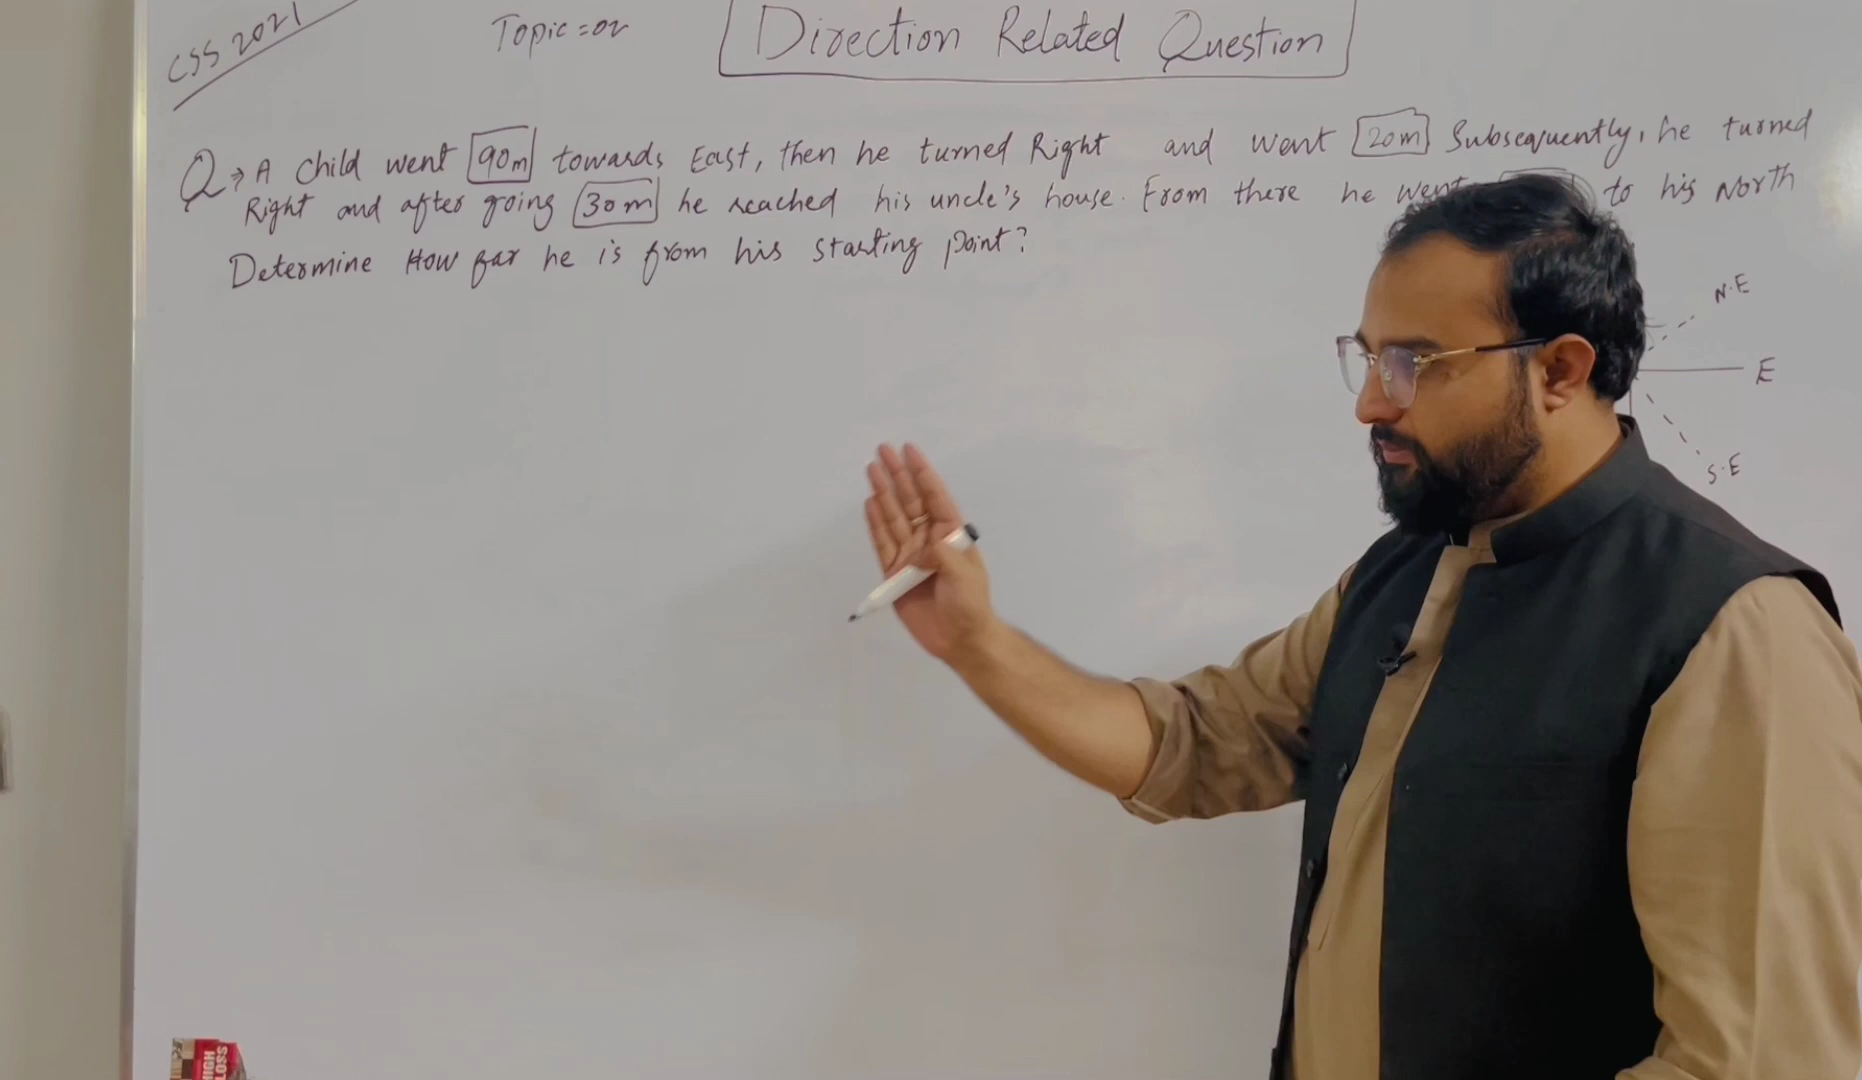 CSS 2021
Topic = 02
Direction Related Question
Q → A child went 90m towards East, then he turned Right and went 20m Subsequently, he turned
Right and after going 30m he reached his uncle's house. From there he went to his North
Determine How far he is from his starting point?
N.E
E
S.E
HIGH
LOSS